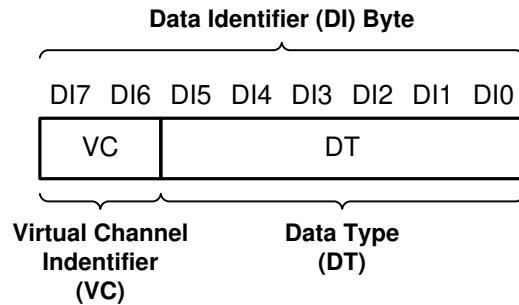 Data Identifier (DI) Byte
DI7 DI6 DI5 DI4 DI3 DI2 DI1 DI0
VC DT
Virtual Channel
Indentifier
(VC)
Data Type
(DT)